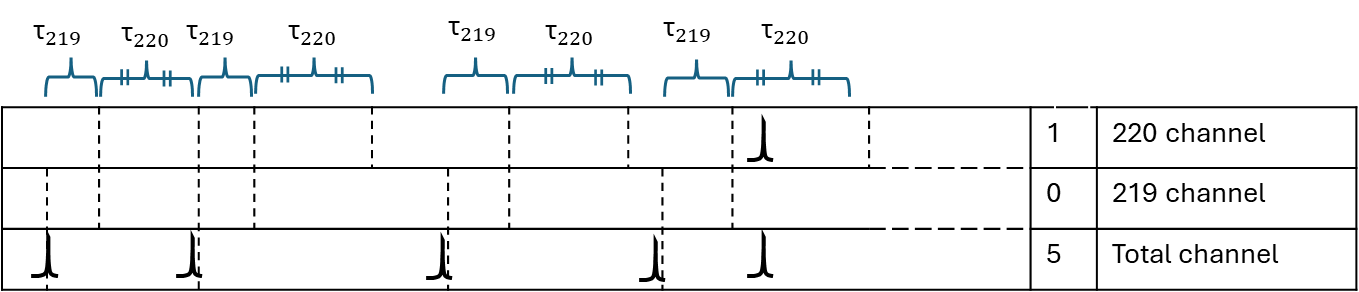 τ₂₁₉ τ₂₂₀ τ₂₁₉ τ₂₂₀ τ₂₁₉ τ₂₂₀ τ₂₁₉ τ₂₂₀
1 220 channel
0 219 channel
5 Total channel